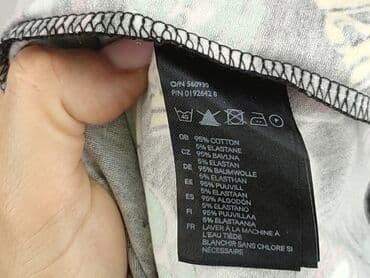 O/N 560930
P/N 0192642 8
40
GB 95% COTTON
5% ELASTANE
CZ 95% BAVLNA
5% ELASTAN
DE 95% BAUMWOLLE
5% ELASTHAN
EE 95% PUUVILL
5% ELASTAAN
ES 95% ALGODÓN
5% ELASTANO
FI 95% PUUVILLAA
5% ELASTAANIA
FR LAVER À LA MACHINE À
L'EAU TIÈDE
BLANCHIR SANS CHLORE SI
NÉCESSAIRE.